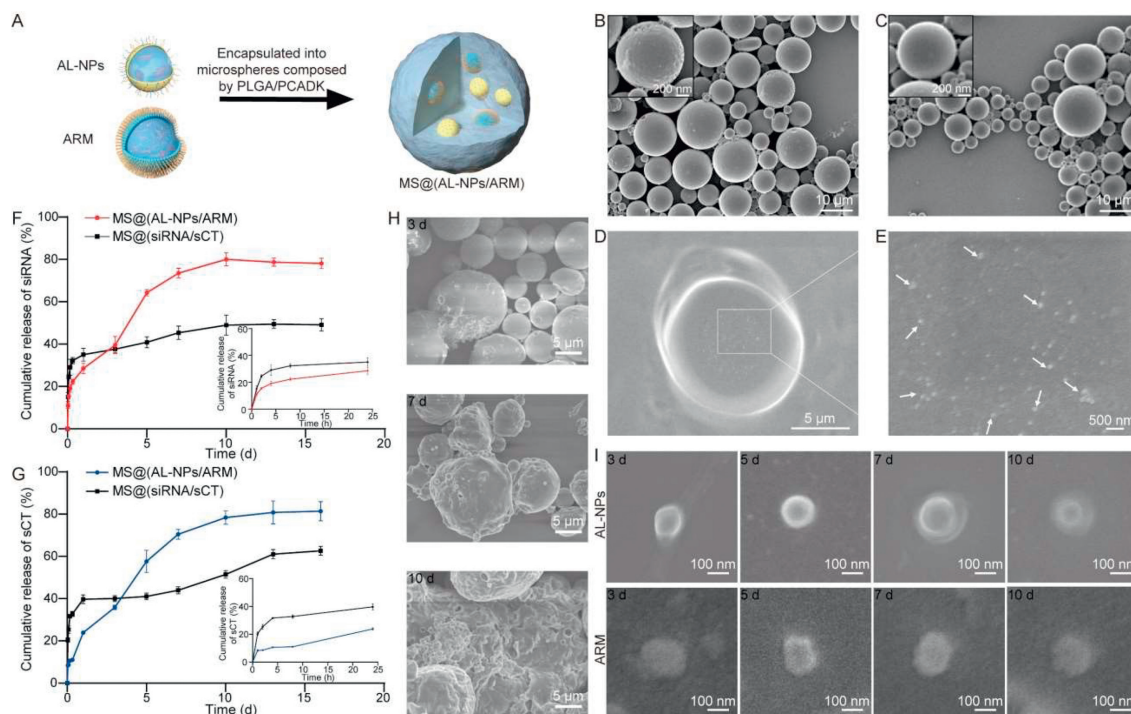 A
AL-NPs
ARM
Encapsulated into
microspheres composed
by PLGA/PCADK
MS@(AL-NPs/ARM)
B
200 nm
10 μm
C
200 nm
10 μm
D
5 μm
E
500 nm
F
MS@(AL-NPs/ARM)
MS@(siRNA/sCT)
Cumulative release of siRNA (%)
100
80
60
40
20
0
0
5
10
15
20
Time (d)
Cumulative release
of siRNA (%)
60
40
20
0
0 5 10 15 20 25
Time (h)
G
MS@(AL-NPs/ARM)
MS@(siRNA/sCT)
Cumulative release of sCT (%)
100
80
60
40
20
0
0
5
10
15
20
Time (d)
Cumulative release
of sCT (%)
60
40
20
0
0 5 10 15 20 25
Time (h)
H
3 d
5 μm
7 d
5 μm
10 d
5 μm
I
AL-NPs
3 d
100 nm
5 d
100 nm
7 d
100 nm
10 d
100 nm
ARM
3 d
100 nm
5 d
100 nm
7 d
100 nm
10 d
100 nm